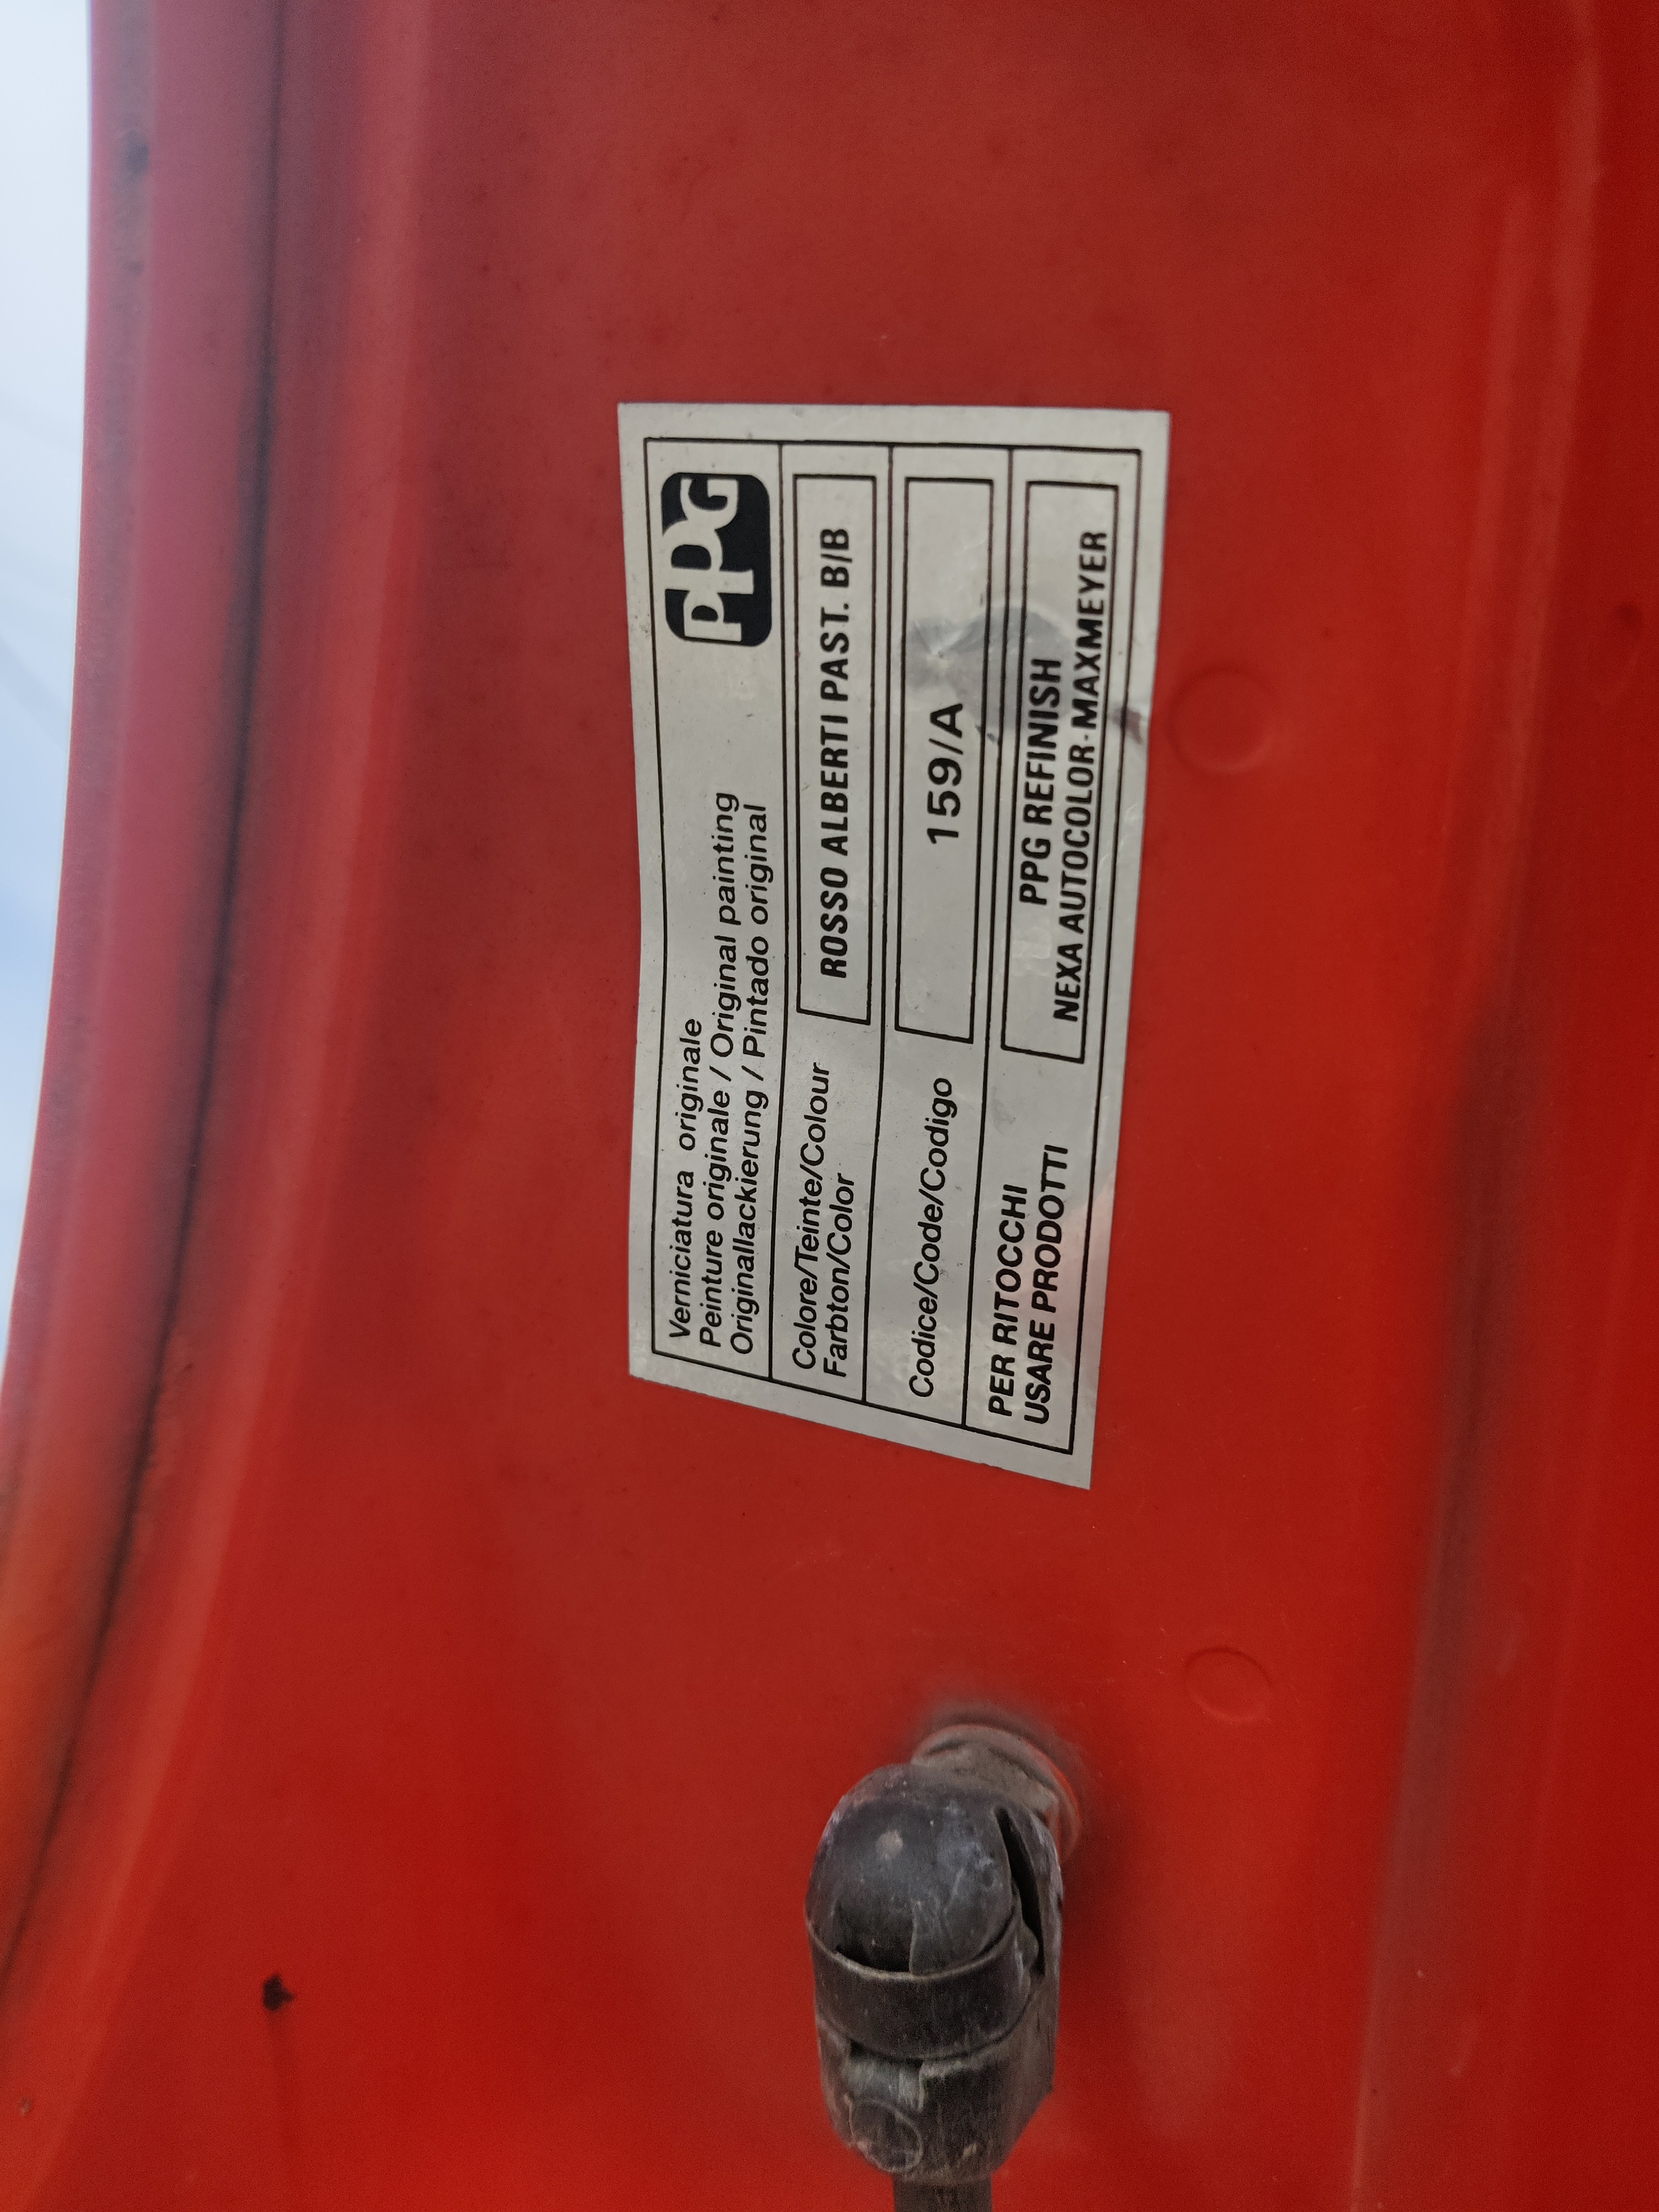 Verniciatura originale
Peinture originale / Original painting
Originallackierung / Pintado original
PPG
Colore/Teinte/Colour
Farbton/Color
ROSSO ALBERTI PAST. B/B
Codice/Code/Codigo
159/A
PER RITOCCHI
USARE PRODOTTI
PPG REFINISH
NEXA AUTOCOLOR-MAXMEYER